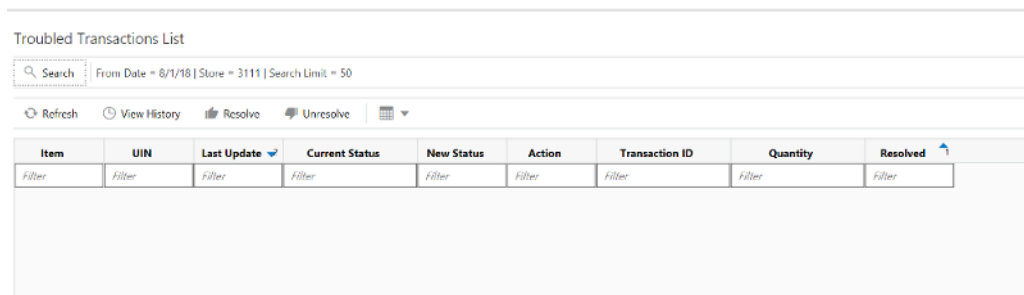 Troubled Transactions List
Search From Date = 8/1/18 | Store = 3111 | Search Limit = 50
Refresh View History Resolve Unresolve
Item UIN Last Update Current Status New Status Action Transaction ID Quantity Resolved 1
Filter Filter Filter Filter Filter Filter Filter Filter Filter